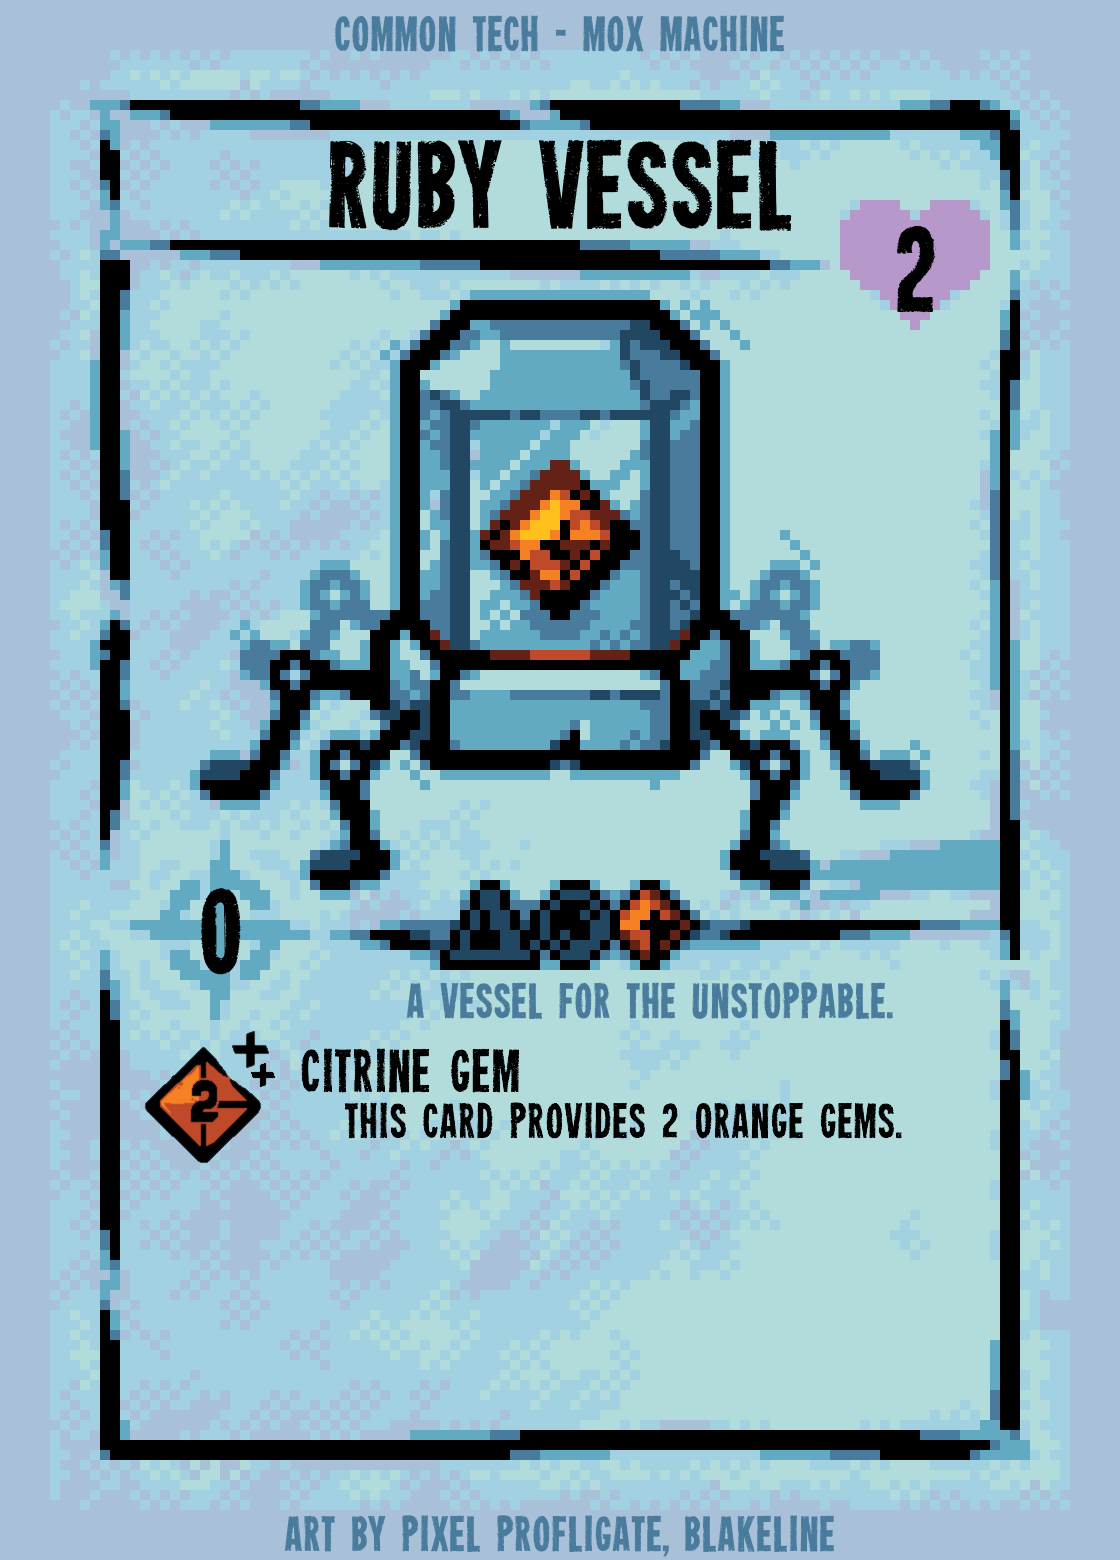 COMMON TECH - MOX MACHINE
RUBY VESSEL
2
0
A VESSEL FOR THE UNSTOPPABLE.
2
CITRINE GEM
THIS CARD PROVIDES 2 ORANGE GEMS.
ART BY PIXEL PROFLIGATE, BLAKELINE